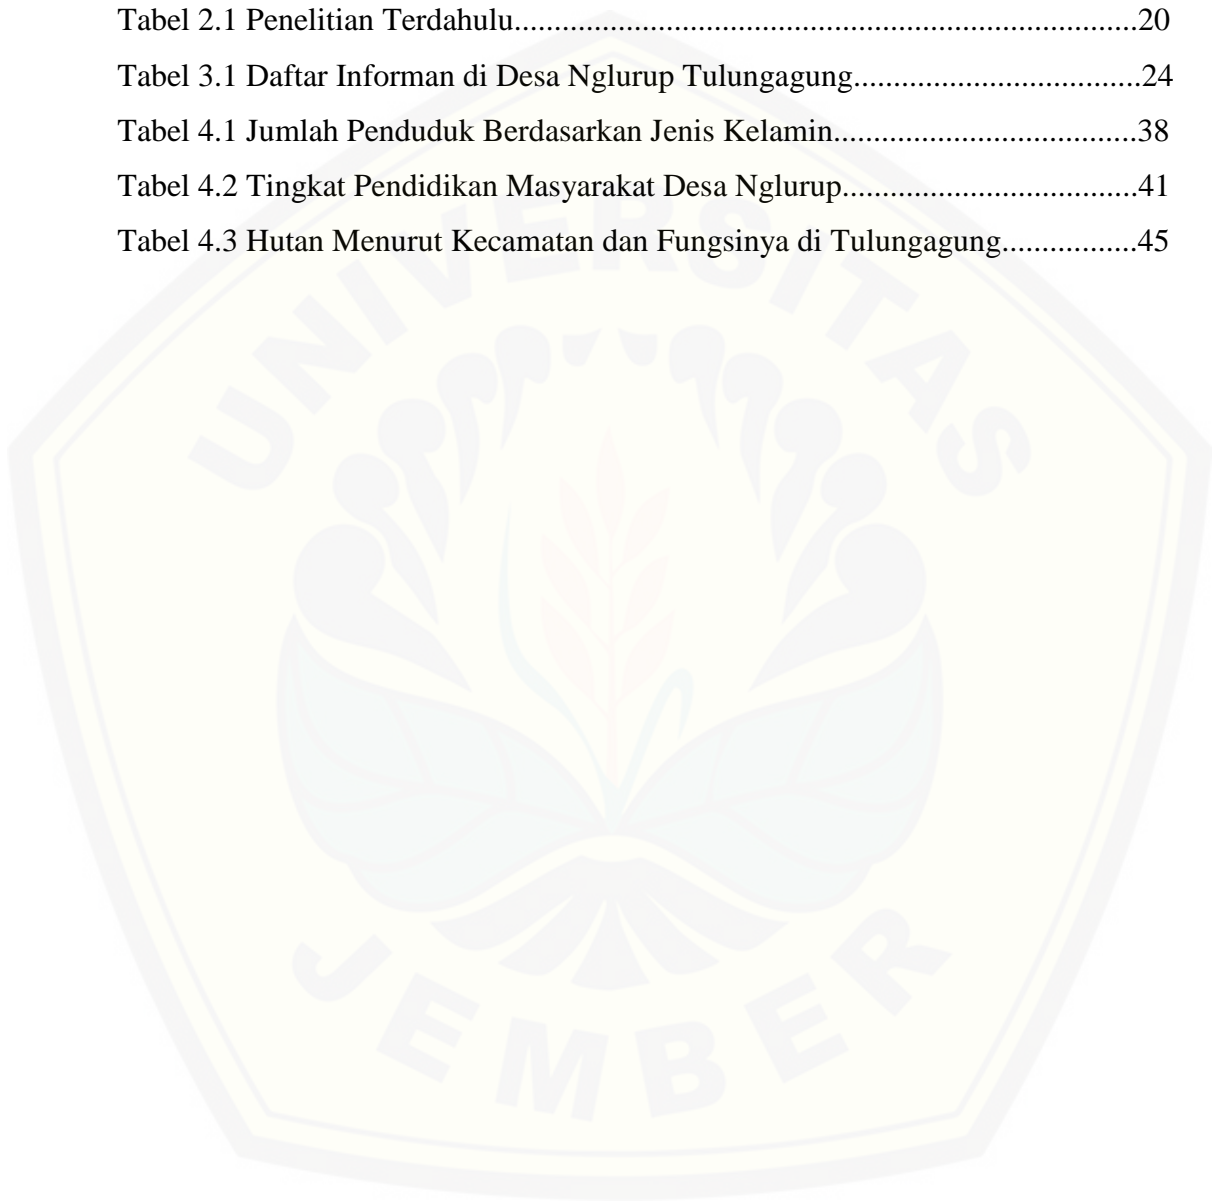 Tabel 2.1 Penelitian Terdahulu...............................................................................20
Tabel 3.1 Daftar Informan di Desa Nglurup Tulungagung....................................24
Tabel 4.1 Jumlah Penduduk Berdasarkan Jenis Kelamin......................................38
Tabel 4.2 Tingkat Pendidikan Masyarakat Desa Nglurup.....................................41
Tabel 4.3 Hutan Menurut Kecamatan dan Fungsinya di Tulungagung.................45
UNIVERSITAS
JEMBER